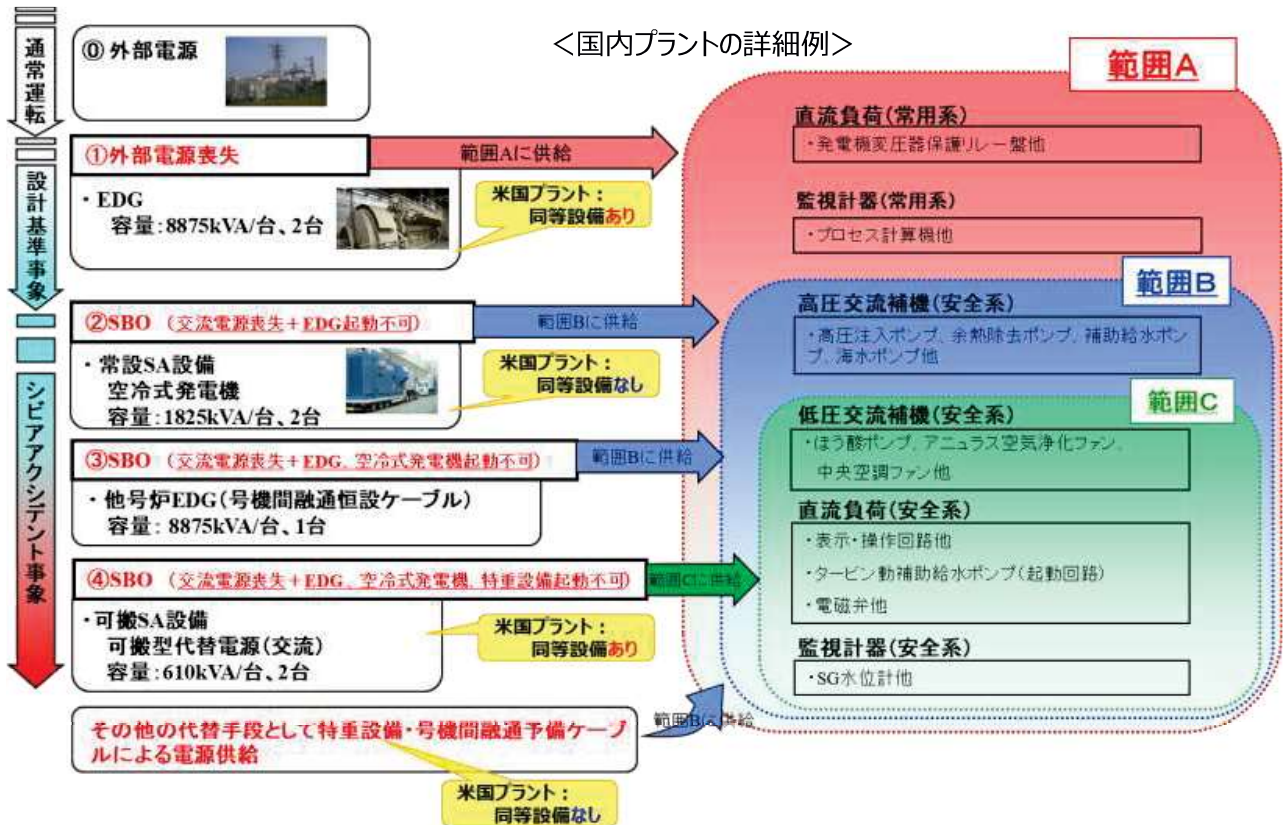 ＜国内プラントの詳細例＞
通常運転
設計基準事象
シビアアクシデント事象
⓪外部電源
①外部電源喪失
・EDG
容量：8875kVA/台、2台
範囲Aに供給
米国プラント：
同等設備あり
②SBO （交流電源喪失＋EDG起動不可）
・常設SA設備
空冷式発電機
容量：1825kVA/台、2台
範囲Bに供給
米国プラント：
同等設備なし
③SBO （交流電源喪失＋EDG、空冷式発電機起動不可）
・他号炉EDG（号機間融通恒設ケーブル）
容量：8875kVA/台、1台
範囲Bに供給
④SBO （交流電源喪失＋EDG、空冷式発電機、特重設備起動不可）
・可搬SA設備
可搬型代替電源（交流）
容量：610kVA/台、2台
範囲Cに供給
米国プラント：
同等設備あり
その他の代替手段として特重設備・号機間融通予備ケーブ
ルによる電源供給
範囲Bに供給
米国プラント：
同等設備なし
範囲A
直流負荷（常用系）
・発電機変圧器保護リレー盤他
監視計器（常用系）
・プロセス計算機他
範囲B
高圧交流補機（安全系）
・高圧注入ポンプ、余熱除去ポンプ、補助給水ポン
プ、海水ポンプ他
範囲C
低圧交流補機（安全系）
・ほう酸ポンプ、アニュラス空気浄化ファン、
中央空調ファン他
直流負荷（安全系）
・表示・操作回路他
・タービン動補助給水ポンプ（起動回路）
・電磁弁他
監視計器（安全系）
・SG水位計他